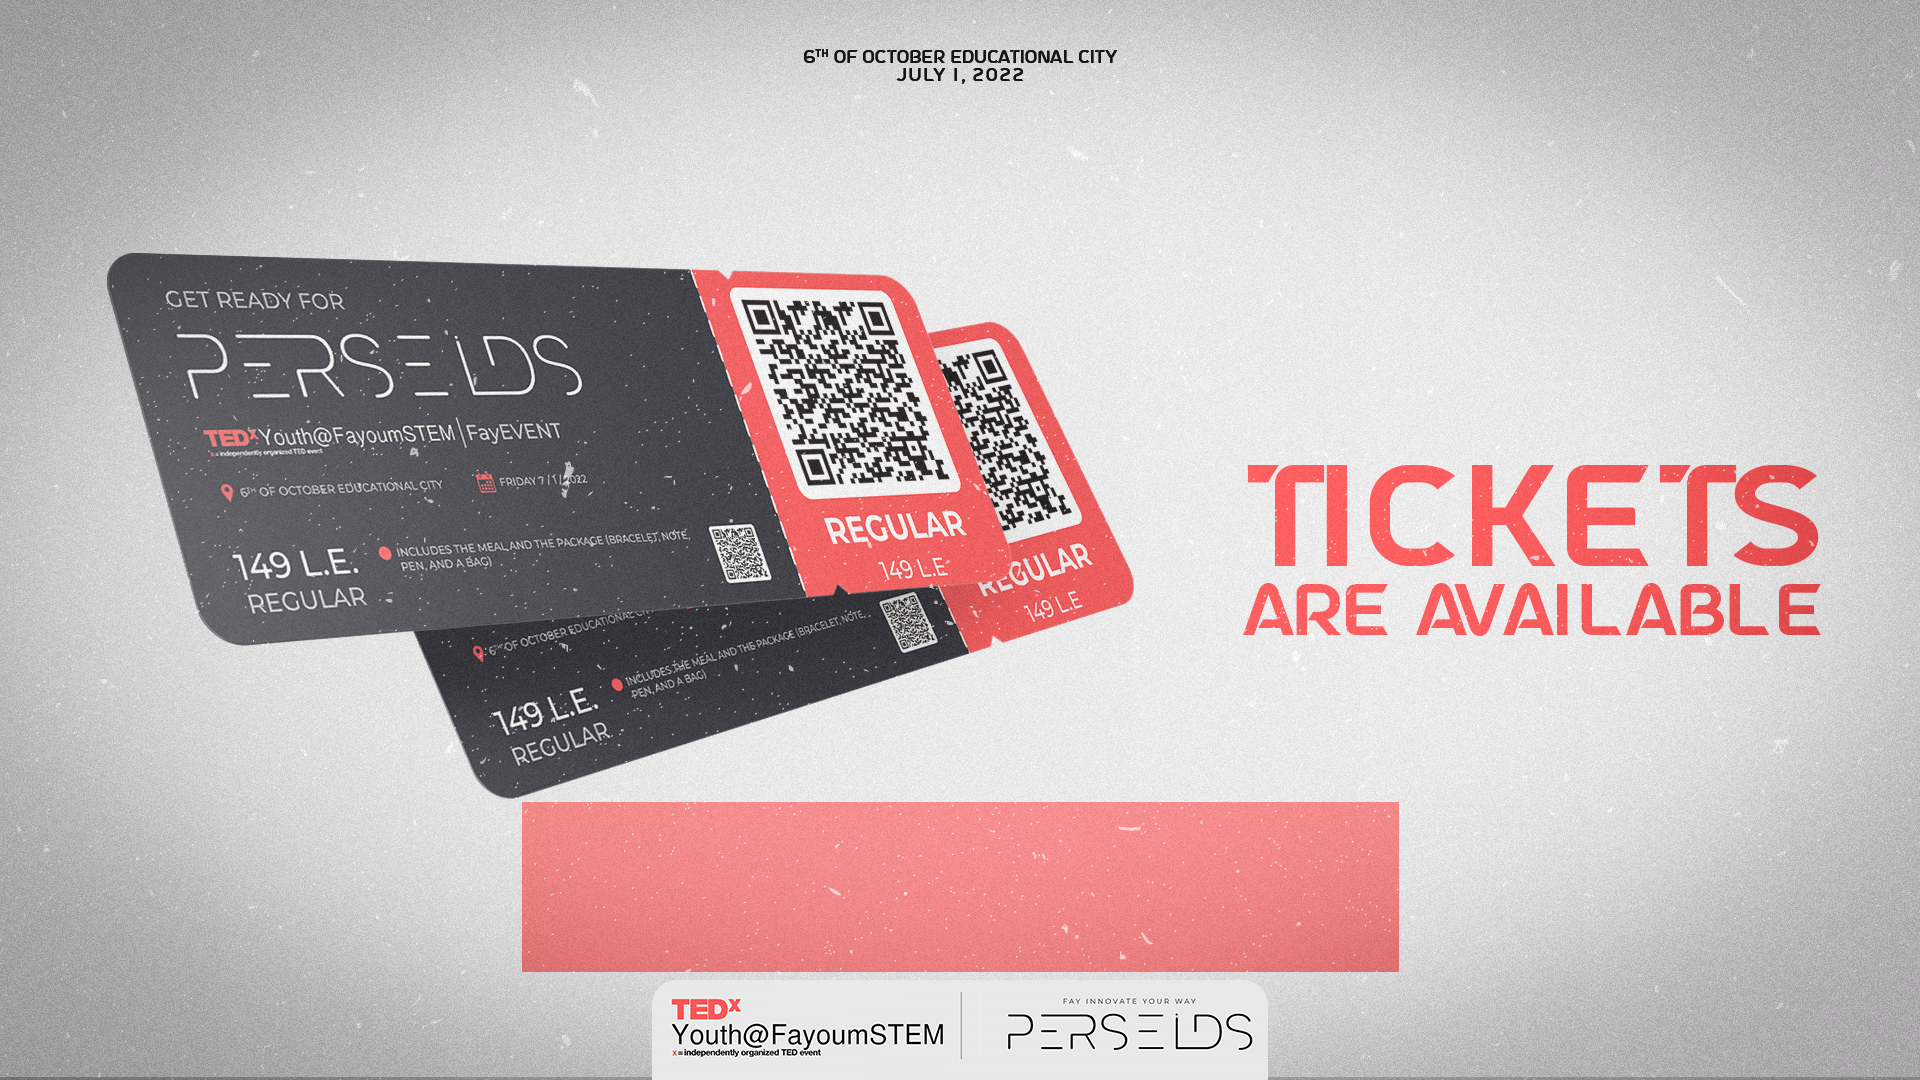 6TH OF OCTOBER EDUCATIONAL CITY
JULY 1, 2022
GET READY FOR
PERSEIDS
TEDxYouth@FayoumSTEM | FayEVENT
x = independently organized TED event
6TH OF OCTOBER EDUCATIONAL CITY
FRIDAY 7/1/2022
149 L.E.
REGULAR
INCLUDES THE MEAL AND THE PACKAGE (BRACELET, NOTE,
PEN, AND A BAG)
REGULAR
149 L.E
6TH OF OCTOBER EDUCATIONAL CITY
149 L.E.
REGULAR
INCLUDES THE MEAL AND THE PACKAGE (BRACELET, NOTE,
PEN, AND A BAG)
REGULAR
149 L.E
TICKETS
ARE AVAILABLE
TEDx
Youth@FayoumSTEM
x = independently organized TED event
FAY INNOVATE YOUR WAY
PERSEIDS